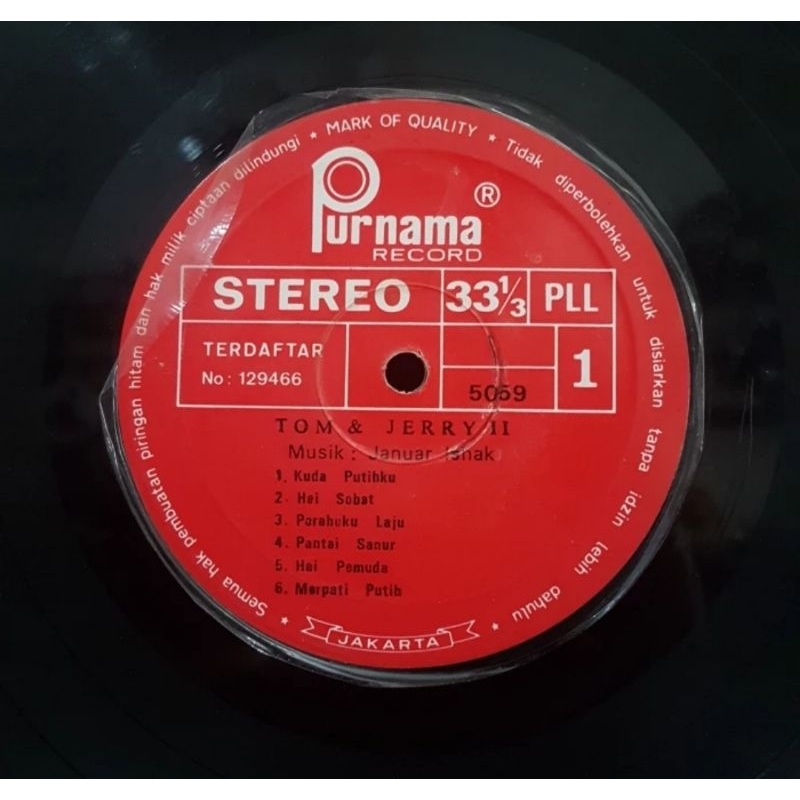 Semua hak pembuatan piringan hitam dan hak milik ciptaan dilindungi * MARK OF QUALITY * Tidak diperbolehkan untuk disiarkan tanpa idzin lebih dahulu *
Purnama ®
RECORD
STEREO 33⅓ PLL
TERDAFTAR
No: 129466
5059
1
TOM & JERRY II
Musik : Januar Ishak
1. Kuda Putihku
2. Hai Sobat
3. Perahuku Laju
4. Pantai Sanur
5. Hai Pemuda
6. Merpati Putih
JAKARTA